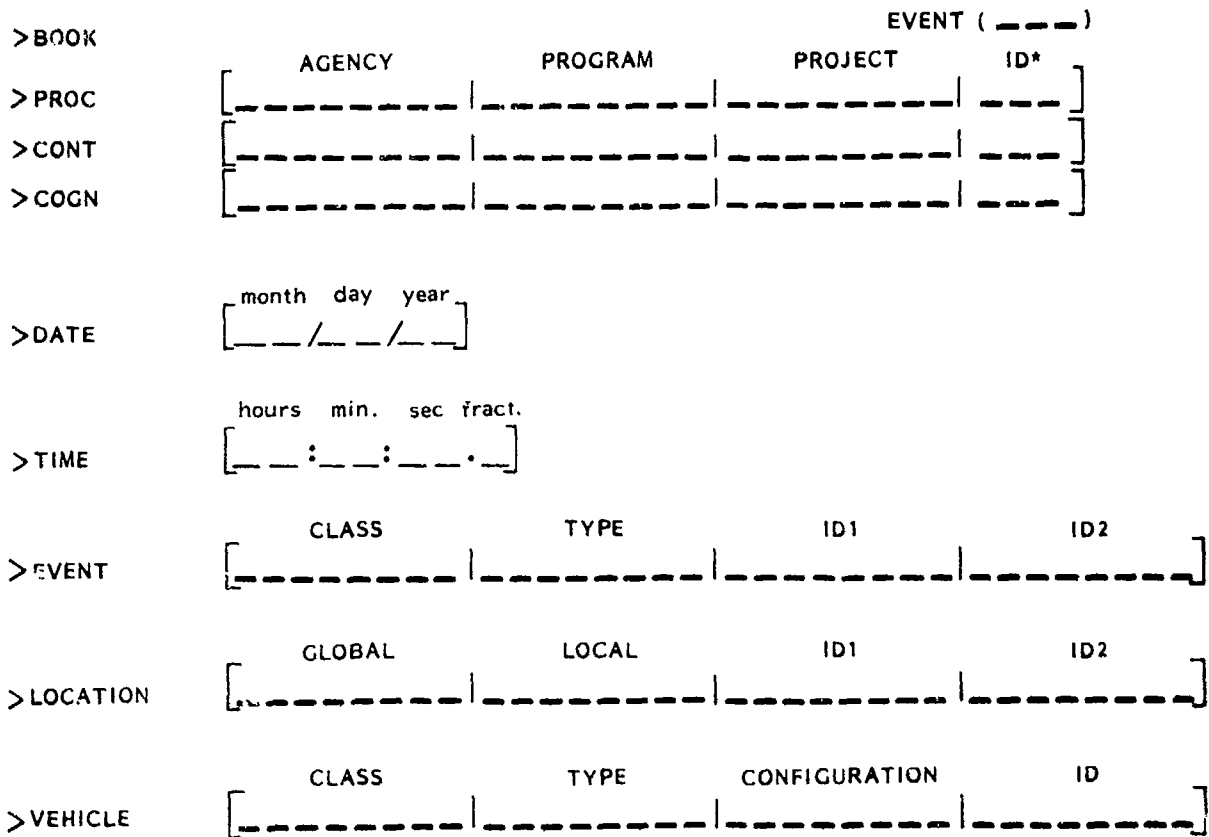 EVENT ( _ _ _ )
>BOOK
AGENCY PROGRAM PROJECT ID*
>PROC
>CONT
>COGN
month day year
>DATE [_ _/_ _/_ _]
hours min. sec fract.
>TIME [_ _:_ _:_ _._]
CLASS TYPE ID1 ID2
>EVENT
GLOBAL LOCAL ID1 ID2
>LOCATION
CLASS TYPE CONFIGURATION ID
>VEHICLE